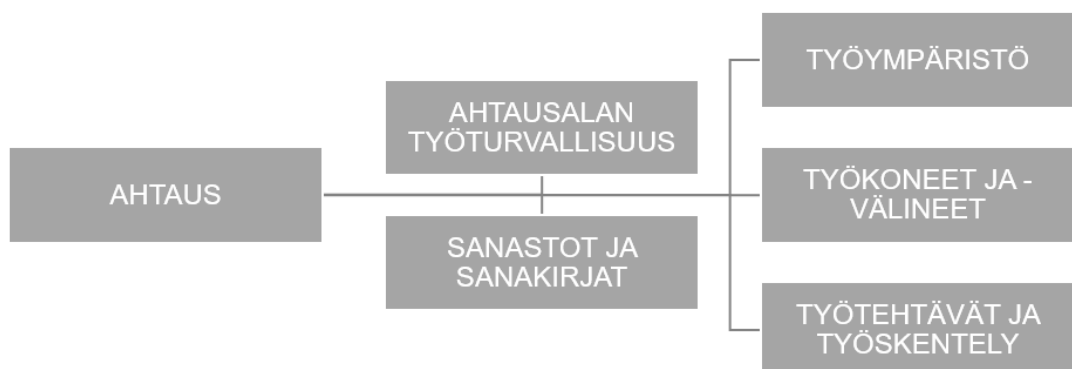 AHTAUS
AHTAUSALAN
TYÖTURVALLISUUS
SANASTOT JA
SANAKIRJAT
TYÖYMPÄRISTÖ
TYÖKONEET JA -
VÄLINEET
TYÖTEHTÄVÄT JA
TYÖSKENTELY